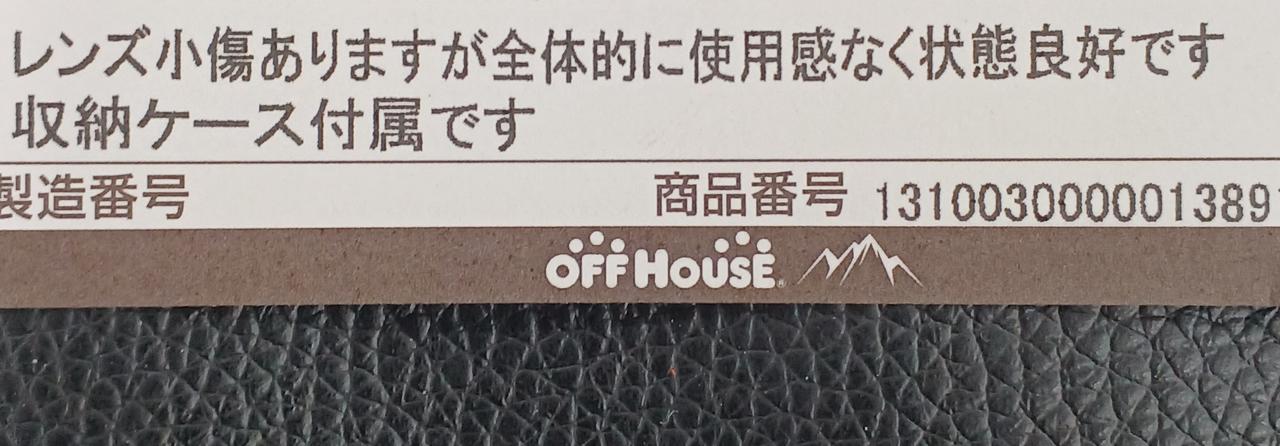 レンズ小傷ありますが全体的に使用感なく状態良好です
収納ケース付属です
製造番号 商品番号 1310030000001389
OFF HOUSE